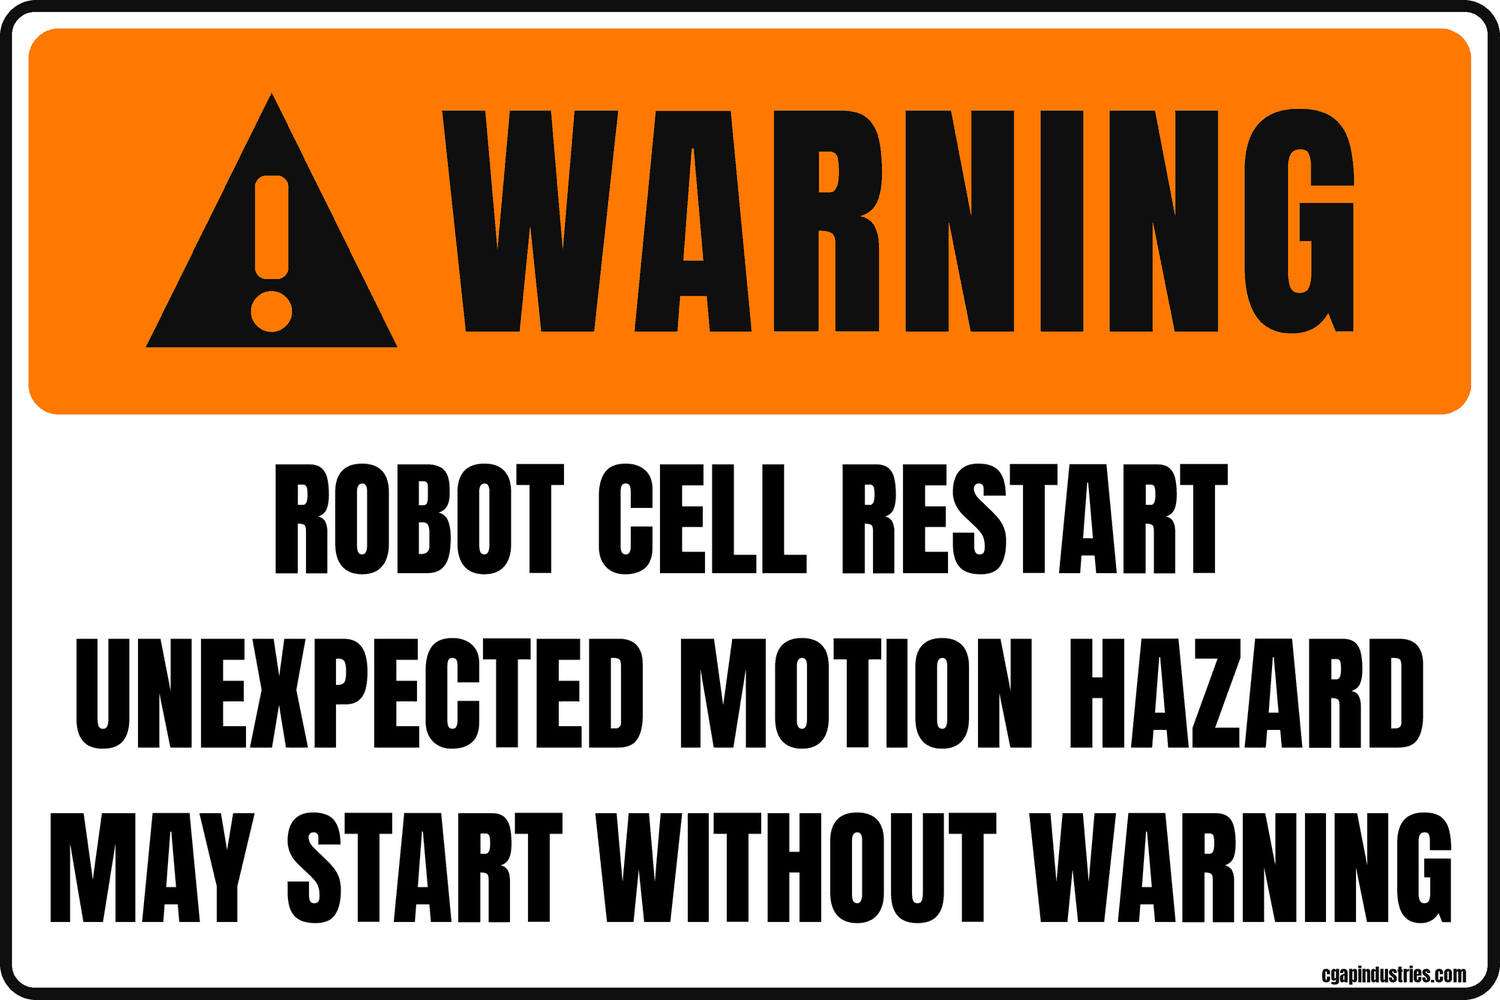 WARNING
ROBOT CELL RESTART
UNEXPECTED MOTION HAZARD
MAY START WITHOUT WARNING
cgapindustries.com